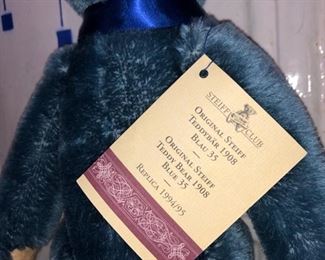 STEIFF CLUB
ORIGINAL STEIFF
TEDDYBÄR 1908
BLAU 35
—
ORIGINAL STEIFF
TEDDY BEAR 1908
BLUE 35
REPLICA 1994/95